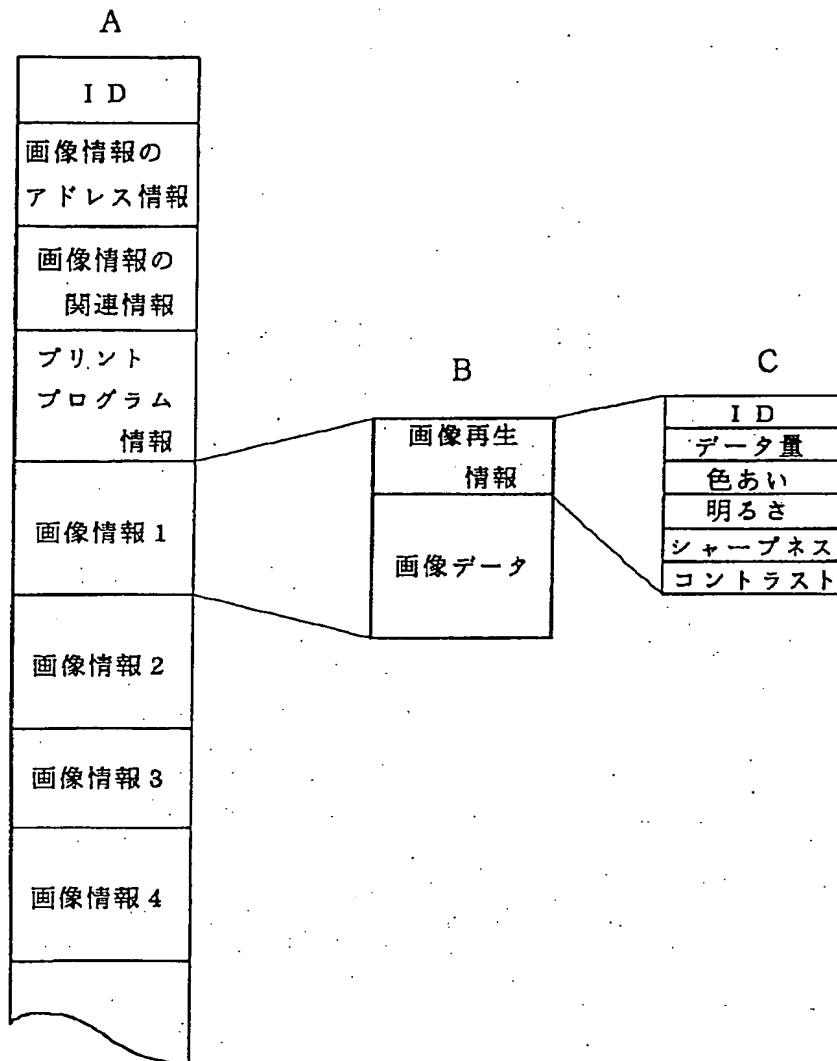 A
ID
画像情報の
アドレス情報
画像情報の
関連情報
プリント
プログラム
情報
画像情報1
画像情報2
画像情報3
画像情報4
B
画像再生
情報
画像データ
C
ID
データ量
色あい
明るさ
シャープネス
コントラスト